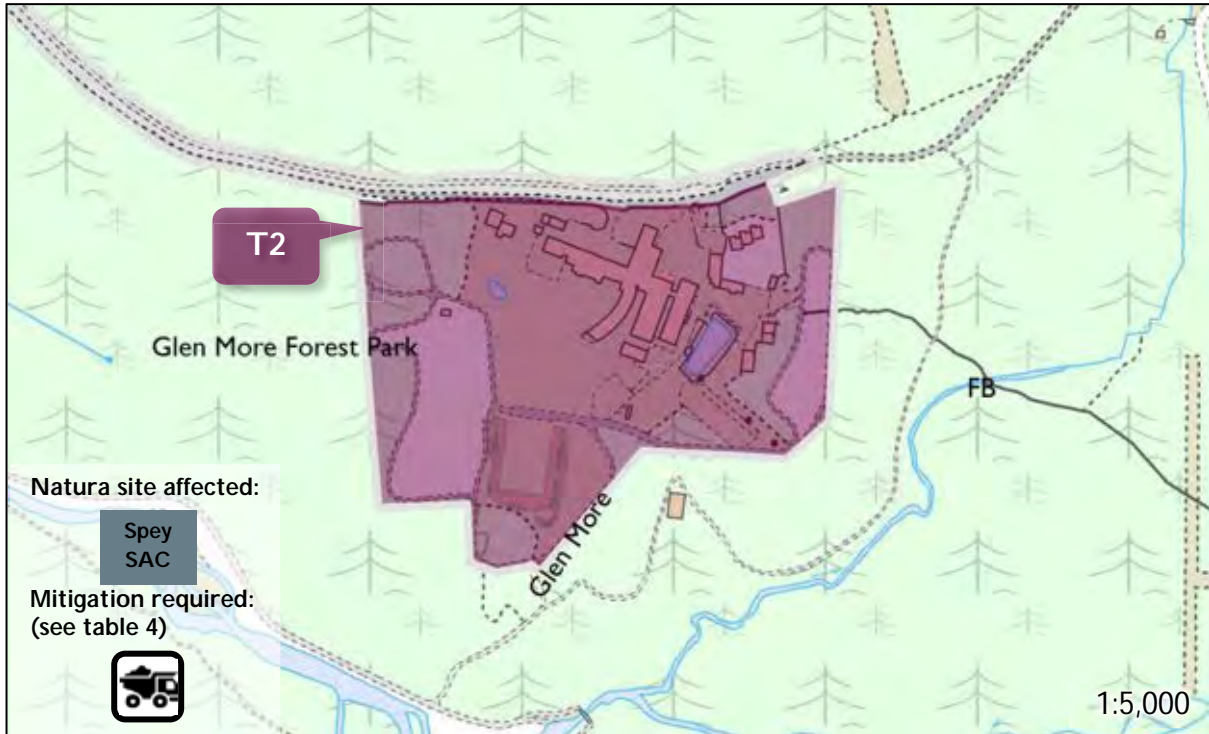 T2
Glen More Forest Park
FB
Glen More
Natura site affected:
Spey
SAC
Mitigation required:
(see table 4)
1:5,000